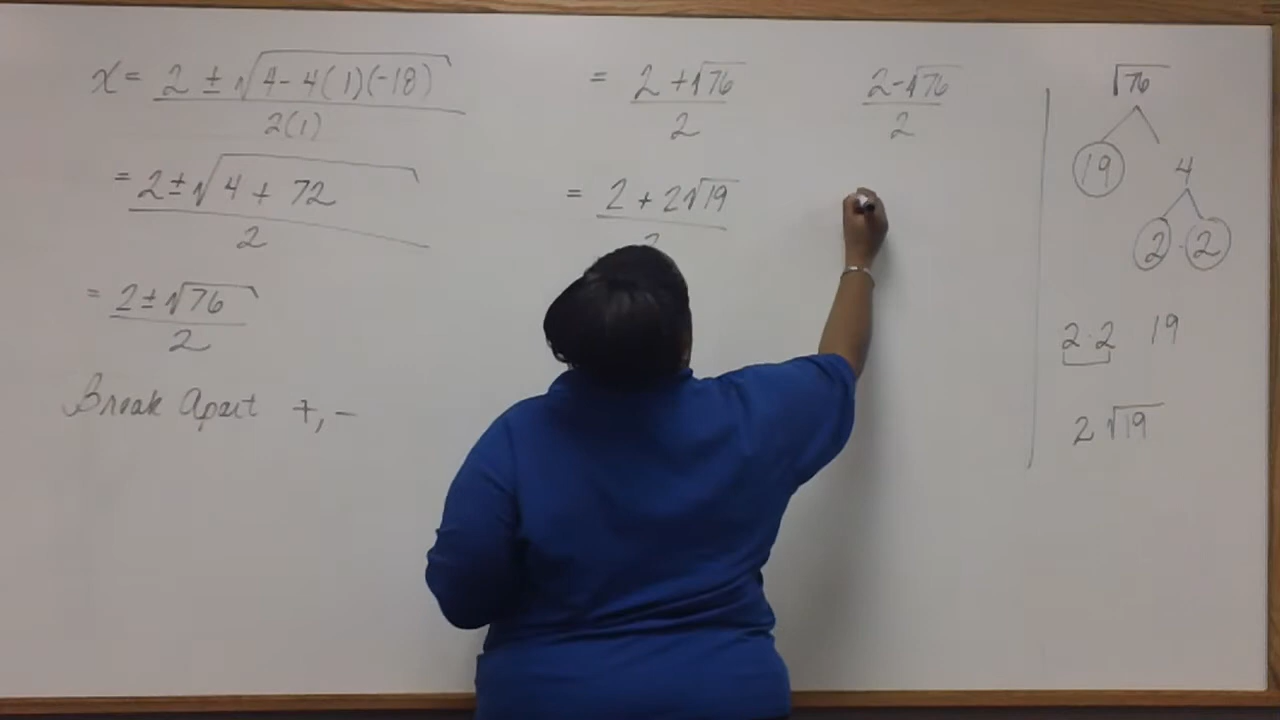 x = 2 ± √4 - 4(1)(-18)
2(1)
= 2 ± √4 + 72
2
= 2 ± √76
2
Break Apart +, -
= 2 + √76
2
= 2 + 2√19
2 - √76
2
√76
19 4
2 · 2
2 · 2 19
2 √19